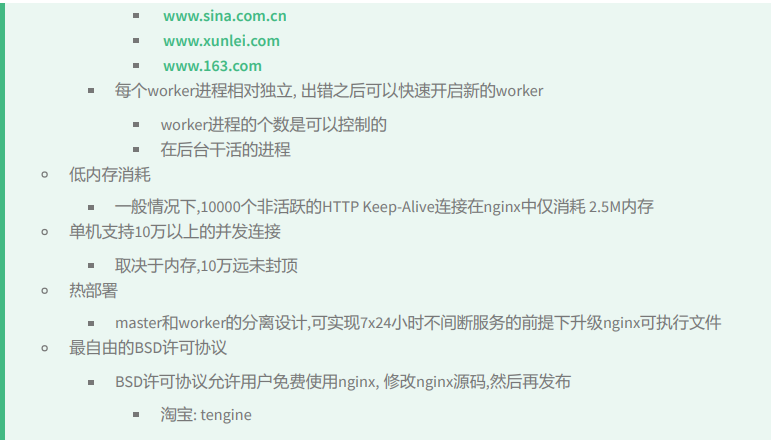 www.sina.com.cn
www.xunlei.com
www.163.com
每个worker进程相对独立, 出错之后可以快速开启新的worker
worker进程的个数是可以控制的
在后台干活的进程
低内存消耗
一般情况下,10000个非活跃的HTTP Keep-Alive连接在nginx中仅消耗 2.5M内存
单机支持10万以上的并发连接
取决于内存,10万远未封顶
热部署
master和worker的分离设计,可实现7x24小时不间断服务的前提下升级nginx可执行文件
最自由的BSD许可协议
BSD许可协议允许用户免费使用nginx, 修改nginx源码,然后再发布
淘宝: tengine